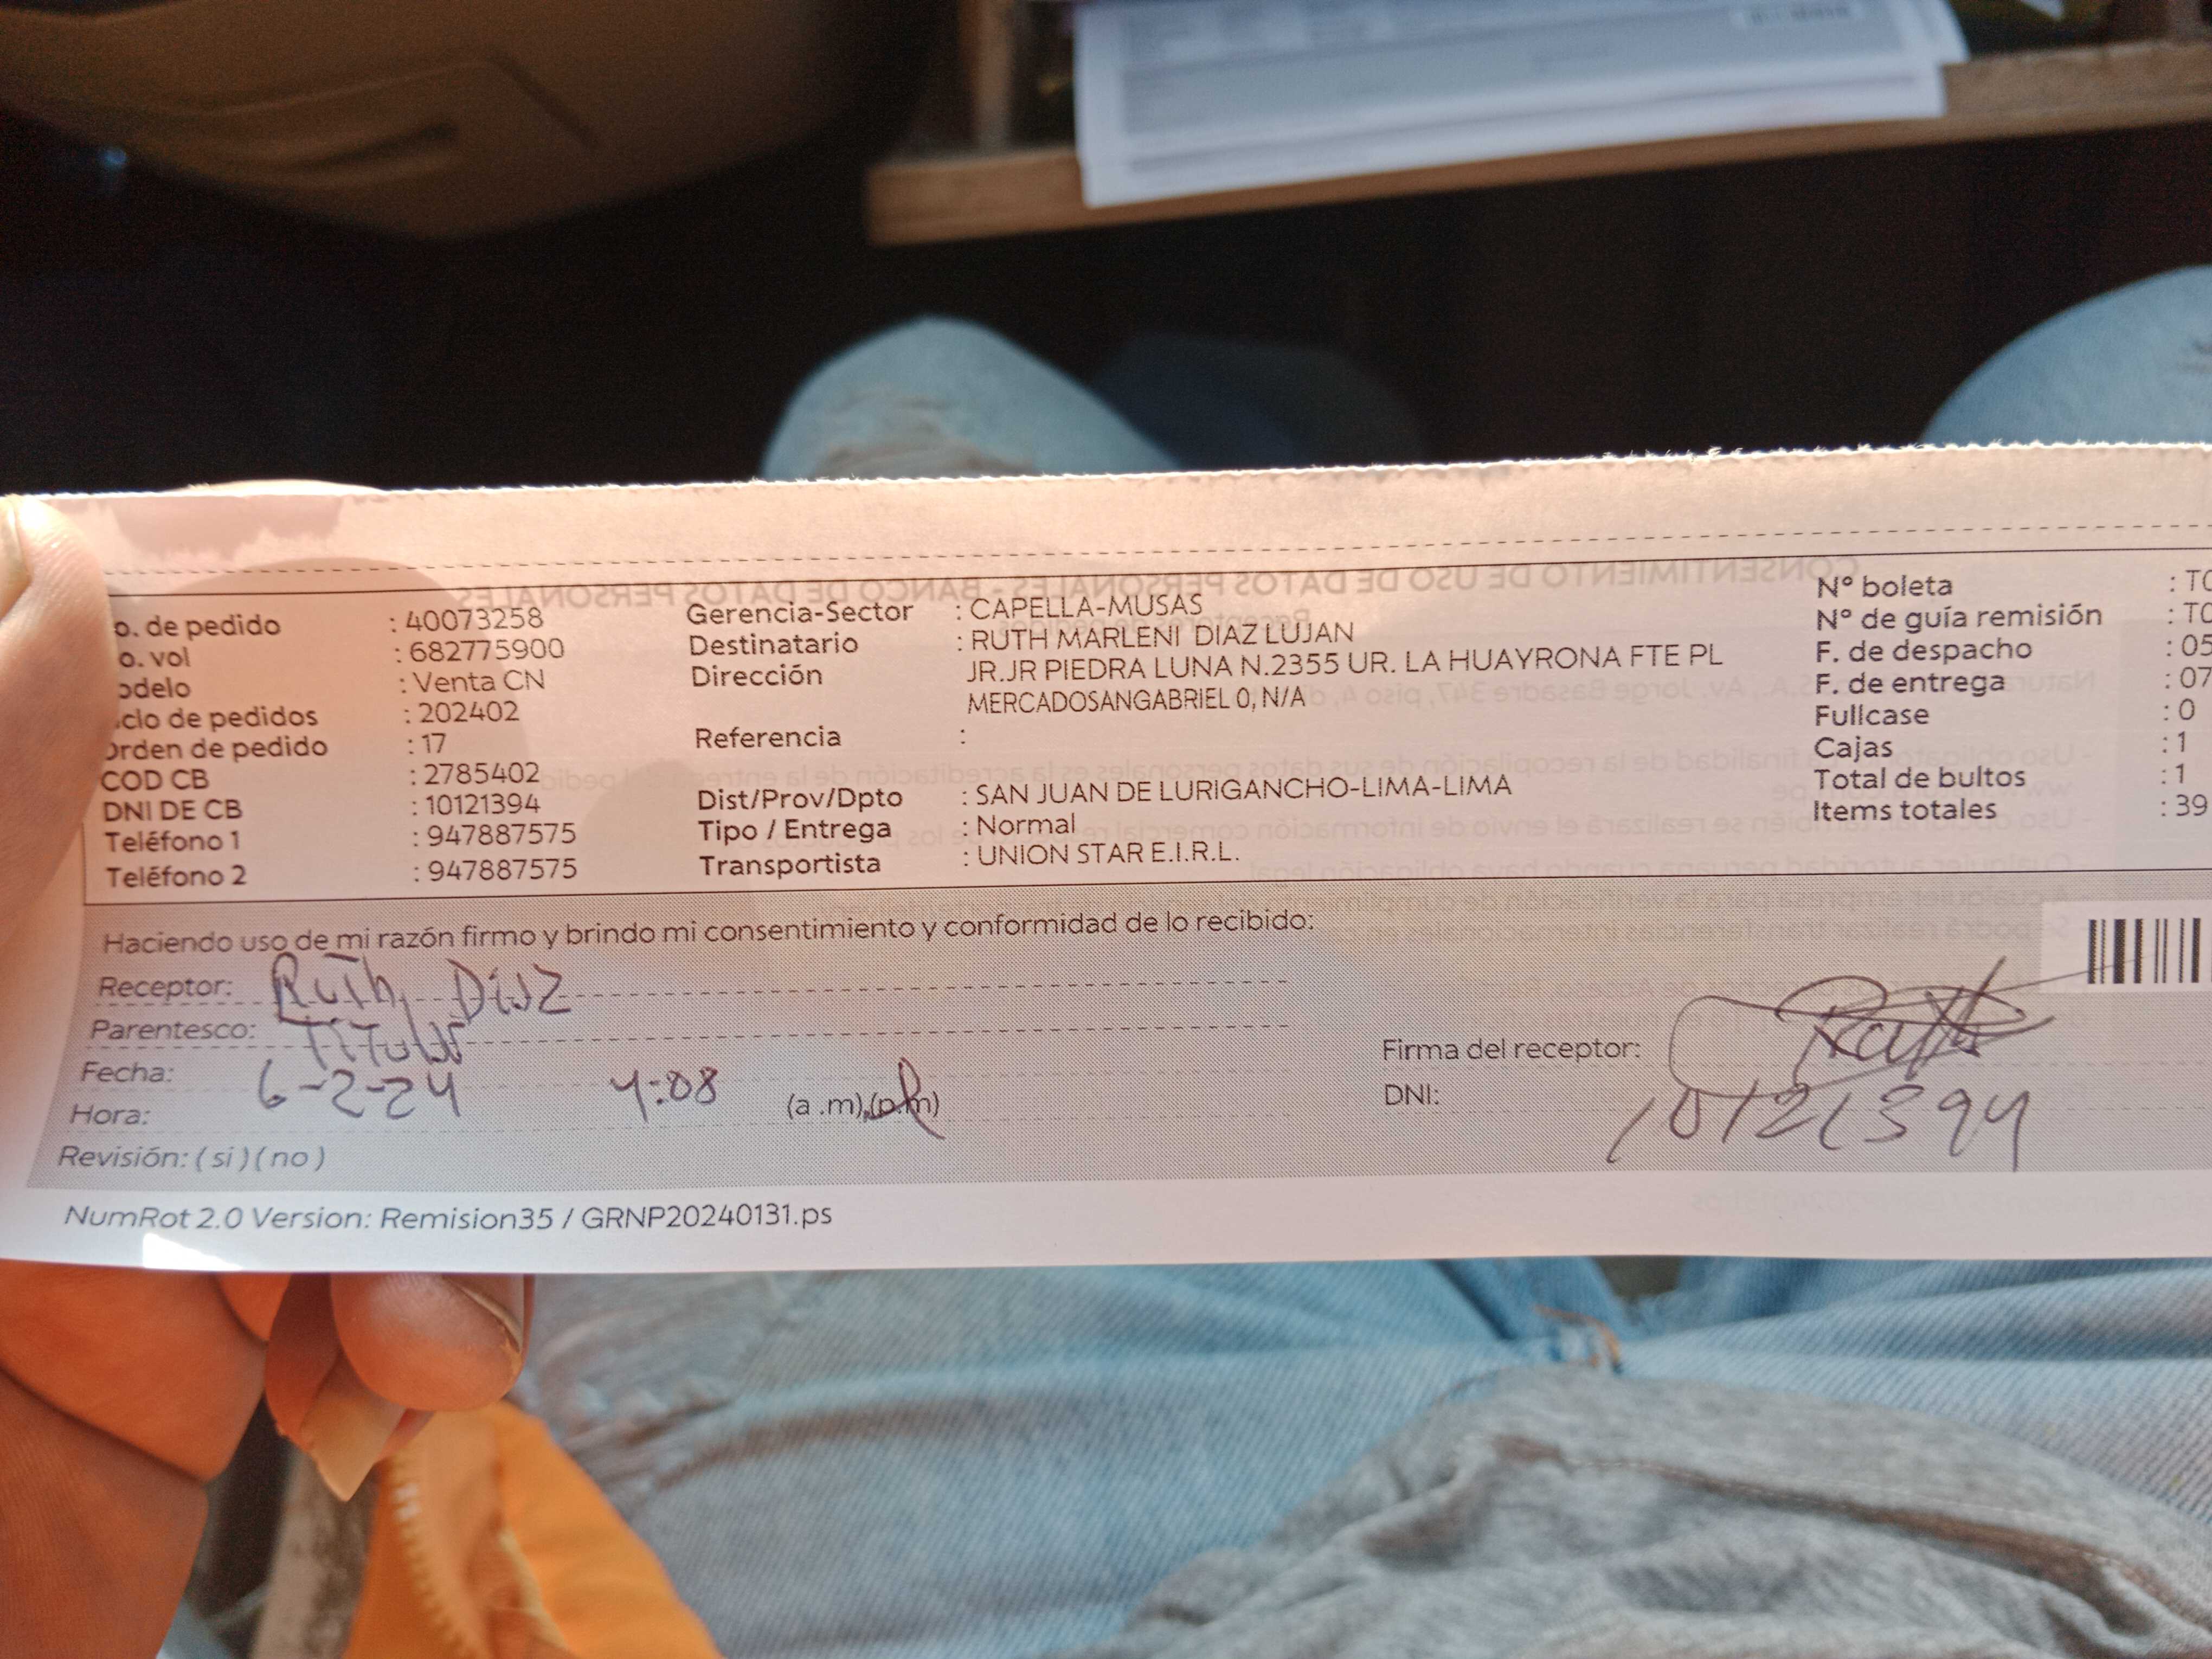 o. de pedido : 40073258
o. vol : 682775900
odelo : Venta CN
iclo de pedidos : 202402
Orden de pedido : 17
COD CB : 2785402
DNI DE CB : 10121394
Teléfono 1 : 947887575
Teléfono 2 : 947887575
Gerencia-Sector : CAPELLA-MUSAS
Destinatario : RUTH MARLENI DIAZ LUJAN
Dirección JR.JR PIEDRA LUNA N.2355 UR. LA HUAYRONA FTE PL
MERCADOSANGABRIEL 0, N/A
Referencia :
Dist/Prov/Dpto : SAN JUAN DE LURIGANCHO-LIMA-LIMA
Tipo / Entrega : Normal
Transportista : UNION STAR E.I.R.L.
N° boleta : T0
N° de guía remisión : T0
F. de despacho : 05
F. de entrega : 07
Fullcase : 0
Cajas : 1
Total de bultos : 1
Items totales : 39
Haciendo uso de mi razón firmo y brindo mi consentimiento y conformidad de lo recibido:
Receptor: Ruth Diaz
Parentesco: Titular
Fecha: 6-2-24
Hora: 4:08 (a .m),(p.m)
Revisión: ( si ) ( no )
Firma del receptor: Ruth
DNI: 10121394
NumRot 2.0 Version: Remision35 / GRNP20240131.ps